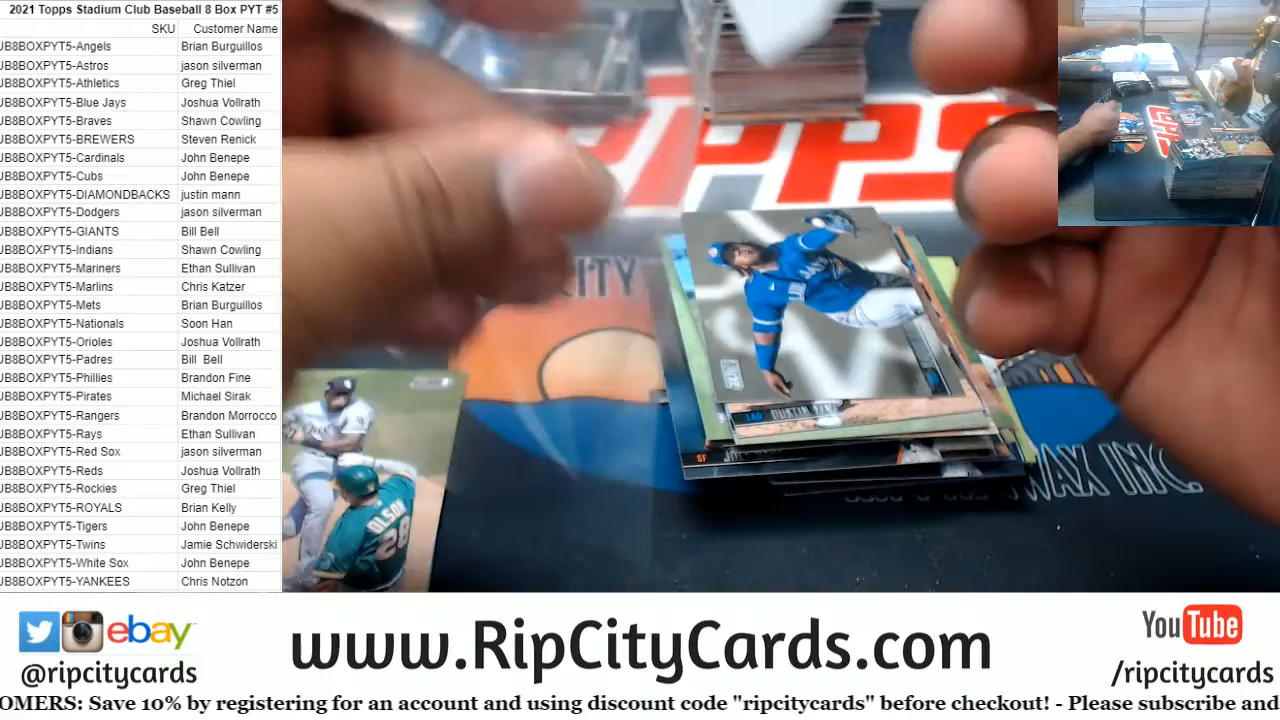 2021 Topps Stadium Club Baseball 8 Box PYT #5
SKU Customer Name
JB8BOXPYT5-Angels Brian Burguillos
JB8BOXPYT5-Astros jason silverman
JB8BOXPYT5-Athletics Greg Thiel
JB8BOXPYT5-Blue Jays Joshua Vollrath
JB8BOXPYT5-Braves Shawn Cowling
JB8BOXPYT5-BREWERS Steven Renick
JB8BOXPYT5-Cardinals John Benepe
JB8BOXPYT5-Cubs John Benepe
JB8BOXPYT5-DIAMONDBACKS justin mann
JB8BOXPYT5-Dodgers jason silverman
JB8BOXPYT5-GIANTS Bill Bell
JB8BOXPYT5-Indians Shawn Cowling
JB8BOXPYT5-Mariners Ethan Sullivan
JB8BOXPYT5-Marlins Chris Katzer
JB8BOXPYT5-Mets Brian Burguillos
JB8BOXPYT5-Nationals Soon Han
JB8BOXPYT5-Orioles Joshua Vollrath
JB8BOXPYT5-Padres Bill Bell
JB8BOXPYT5-Phillies Brandon Fine
JB8BOXPYT5-Pirates Michael Sirak
JB8BOXPYT5-Rangers Brandon Morrocco
JB8BOXPYT5-Rays Ethan Sullivan
JB8BOXPYT5-Red Sox jason silverman
JB8BOXPYT5-Reds Joshua Vollrath
JB8BOXPYT5-Rockies Greg Thiel
JB8BOXPYT5-ROYALS Brian Kelly
JB8BOXPYT5-Tigers John Benepe
JB8BOXPYT5-Twins Jamie Schwiderski
JB8BOXPYT5-White Sox John Benepe
JB8BOXPYT5-YANKEES Chris Notzon
CITY
LAD
SF
WAX INC.
OLSON
28
ebay
@ripcitycards
www.RipCityCards.com
YouTube
/ripcitycards
OMERS: Save 10% by registering for an account and using discount code "ripcitycards" before checkout! - Please subscribe and